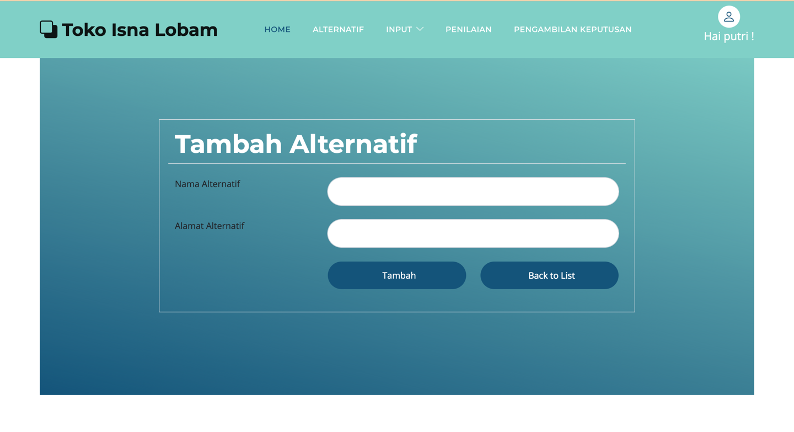 Toko Isna Lobam
HOME ALTERNATIF INPUT PENILAIAN PENGAMBILAN KEPUTUSAN
Hai putri !
Tambah Alternatif
Nama Alternatif
Alamat Alternatif
Tambah Back to List